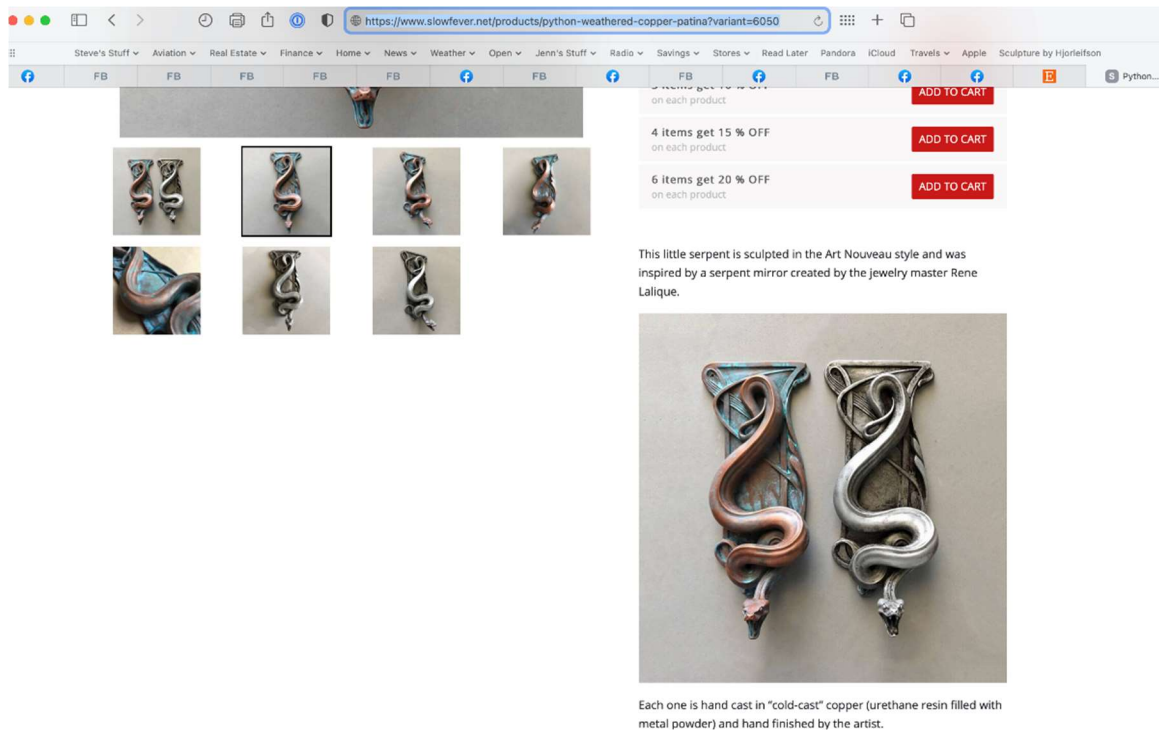 https://www.slowfever.net/products/python-weathered-copper-patina?variant=6050
Steve's Stuff Aviation Real Estate Finance Home News Weather Open Jenn's Stuff Radio Savings Stores Read Later Pandora iCloud Travels Apple Sculpture by Hjorleifson
FB FB FB FB FB FB FB FB E S Python...
on each product
ADD TO CART
4 items get 15 % OFF
on each product
ADD TO CART
6 items get 20 % OFF
on each product
ADD TO CART
This little serpent is sculpted in the Art Nouveau style and was
inspired by a serpent mirror created by the jewelry master Rene
Lalique.
Each one is hand cast in "cold-cast" copper (urethane resin filled with
metal powder) and hand finished by the artist.